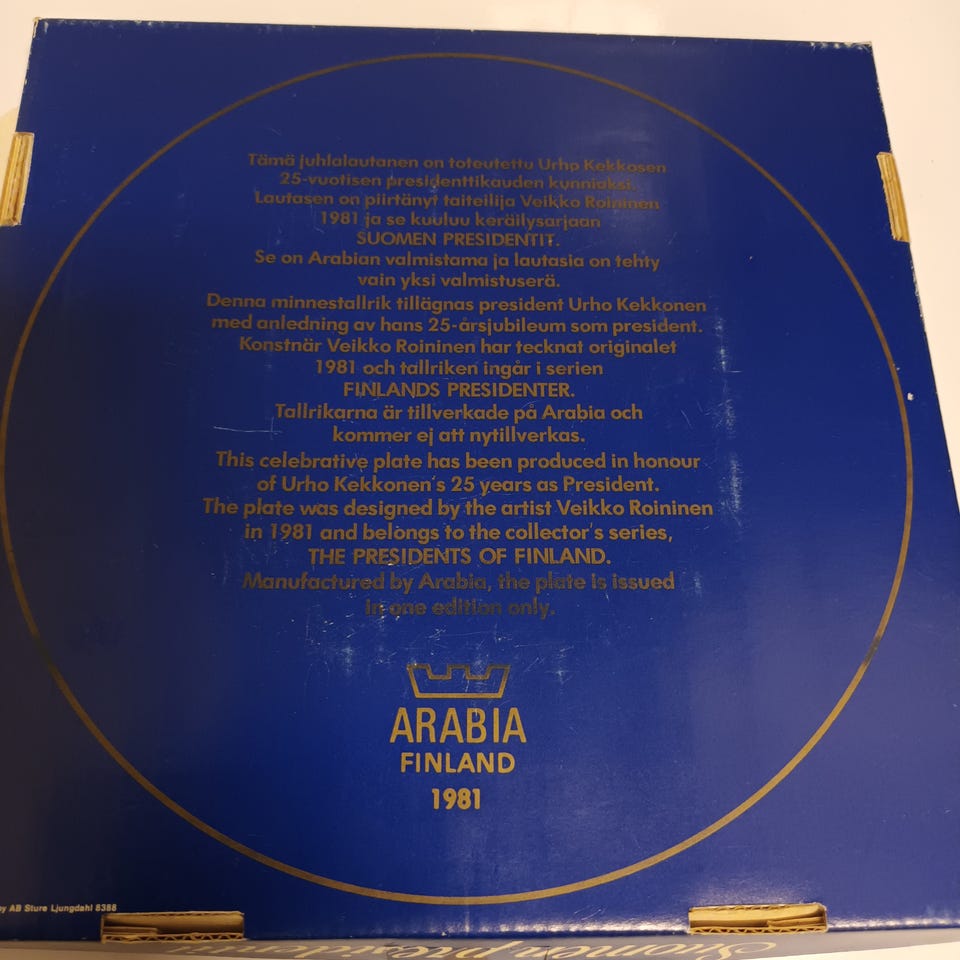 Tämä juhlalautanen on toteutettu Urho Kekkosen
25-vuotisen presidenttikauden kunniaksi.
Lautasen on piirtänyt taiteilija Veikko Roininen
1981 ja se kuuluu keräilysarjaan
SUOMEN PRESIDENTIT.
Se on Arabian valmistama ja lautasia on tehty
vain yksi valmistuserä.
Denna minnestallrik tillägnas president Urho Kekkonen
med anledning av hans 25-årsjubileum som president.
Konstnär Veikko Roininen har tecknat originalet
1981 och tallriken ingår i serien
FINLANDS PRESIDENTER.
Tallrikarna är tillverkade på Arabia och
kommer ej att nytillverkas.
This celebrative plate has been produced in honour
of Urho Kekkonen's 25 years as President.
The plate was designed by the artist Veikko Roininen
in 1981 and belongs to the collector's series,
THE PRESIDENTS OF FINLAND.
Manufactured by Arabia, the plate is issued
in one edition only.
ARABIA
FINLAND
1981
by AB Sture Ljungdahl 8388
Suomen presidentit